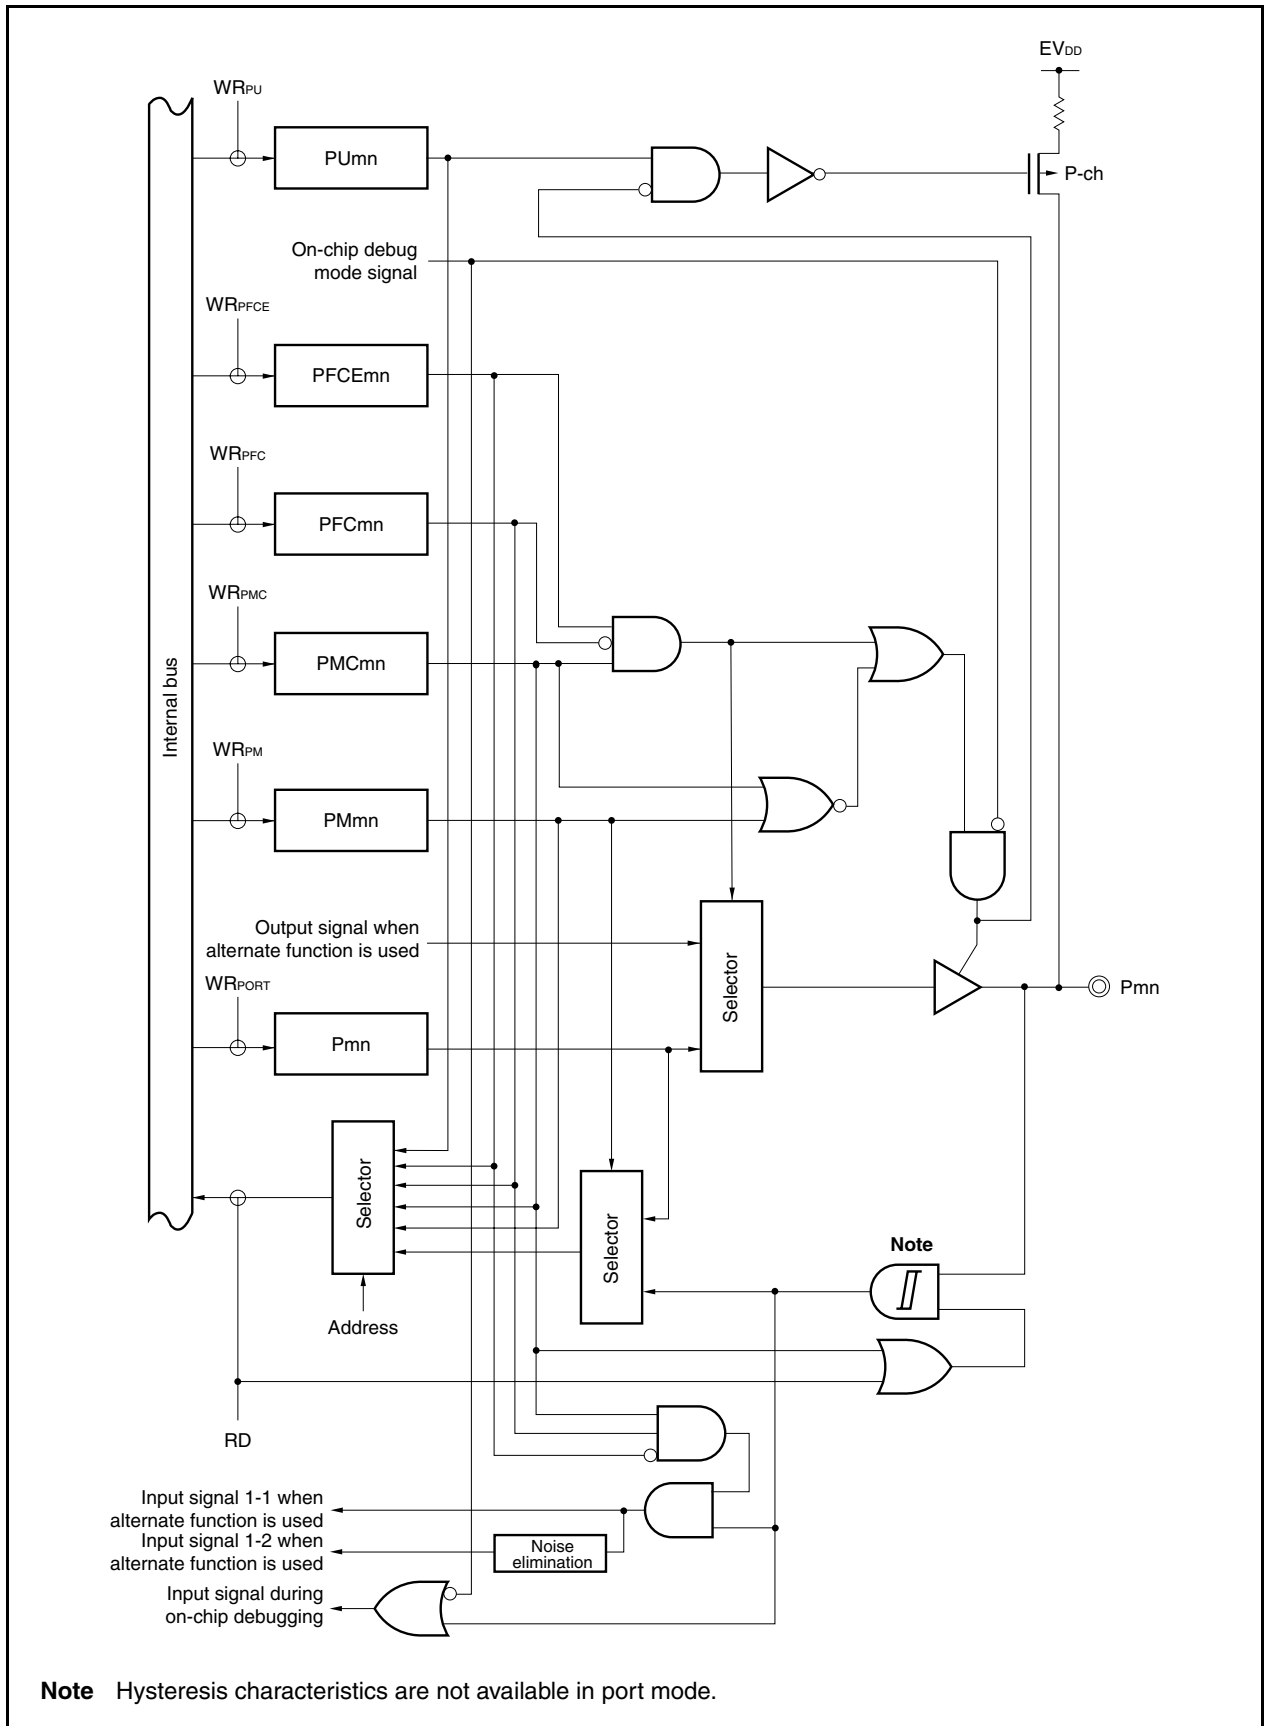 EVDD
WRPU
PUmn
P-ch
On-chip debug
mode signal
WRPFCE
PFCEmn
WRPFC
PFCmn
WRPMC
PMCmn
Internal bus
WRPM
PMmn
Output signal when
alternate function is used
Selector
WRPORT
Pmn
Pmn
Selector
Selector
Note
Address
RD
Input signal 1-1 when
alternate function is used
Input signal 1-2 when
alternate function is used
Noise
elimination
Input signal during
on-chip debugging
Note Hysteresis characteristics are not available in port mode.